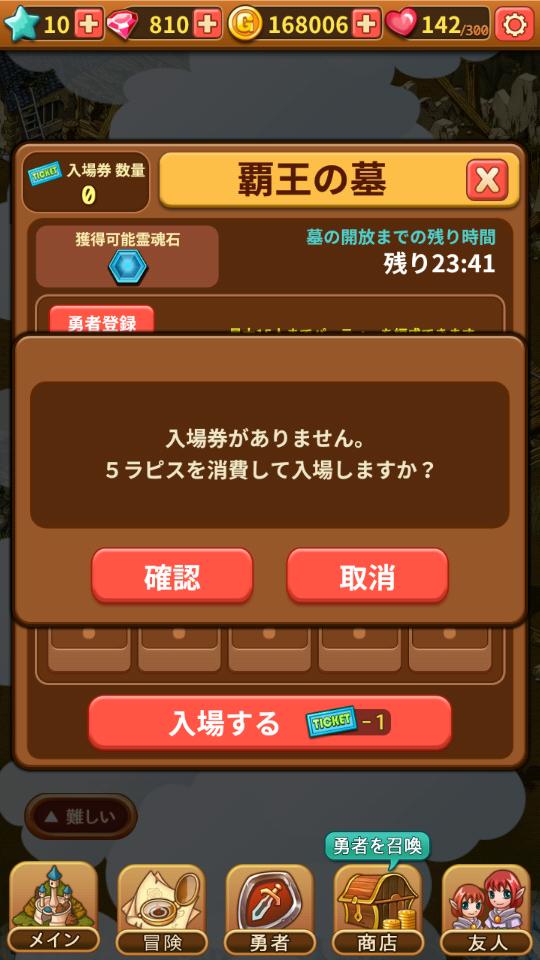 10
810
168006
142/300
TICKET 入場券 数量
0
覇王の墓
獲得可能霊魂石
墓の開放までの残り時間
残り23:41
勇者登録
入場券がありません。
５ラピスを消費して入場しますか？
確認
取消
入場する TICKET -1
▲ 難しい
勇者を召喚
メイン
冒険
勇者
商店
友人